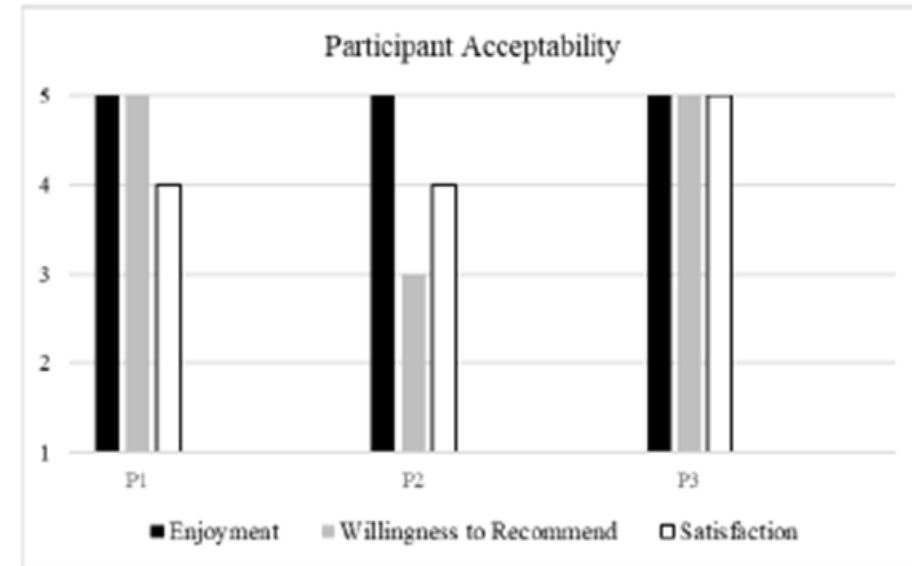 Participant Acceptability
5
4
3
2
1
P1 P2 P3
Enjoyment Willingness to Recommend Satisfaction